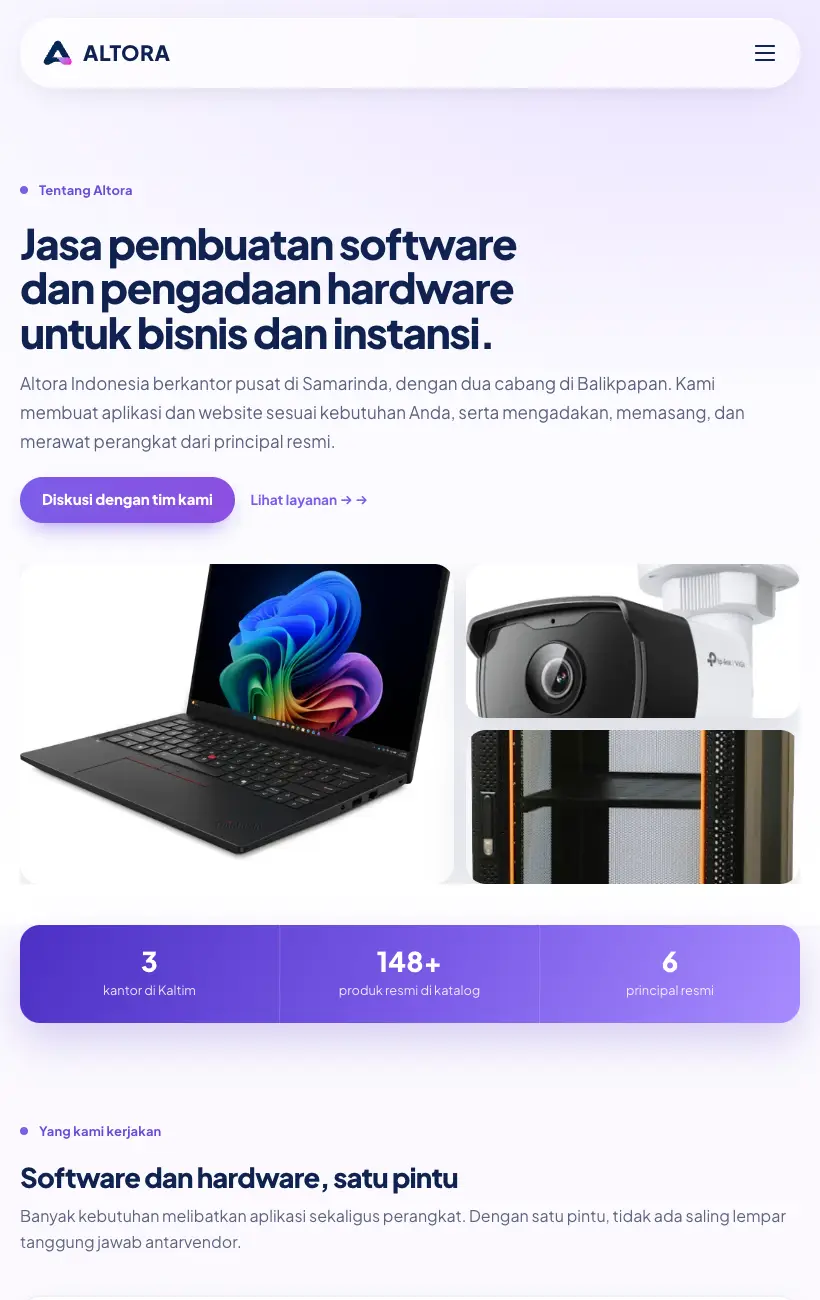 ALTORA
Tentang Altora
Jasa pembuatan software
dan pengadaan hardware
untuk bisnis dan instansi.
Altora Indonesia berkantor pusat di Samarinda, dengan dua cabang di Balikpapan. Kami
membuat aplikasi dan website sesuai kebutuhan Anda, serta mengadakan, memasang, dan
merawat perangkat dari principal resmi.
Diskusi dengan tim kami
Lihat layanan → →
tp-link | VIGI
3
kantor di Kaltim
148+
produk resmi di katalog
6
principal resmi
Yang kami kerjakan
Software dan hardware, satu pintu
Banyak kebutuhan melibatkan aplikasi sekaligus perangkat. Dengan satu pintu, tidak ada saling lempar
tanggung jawab antarvendor.